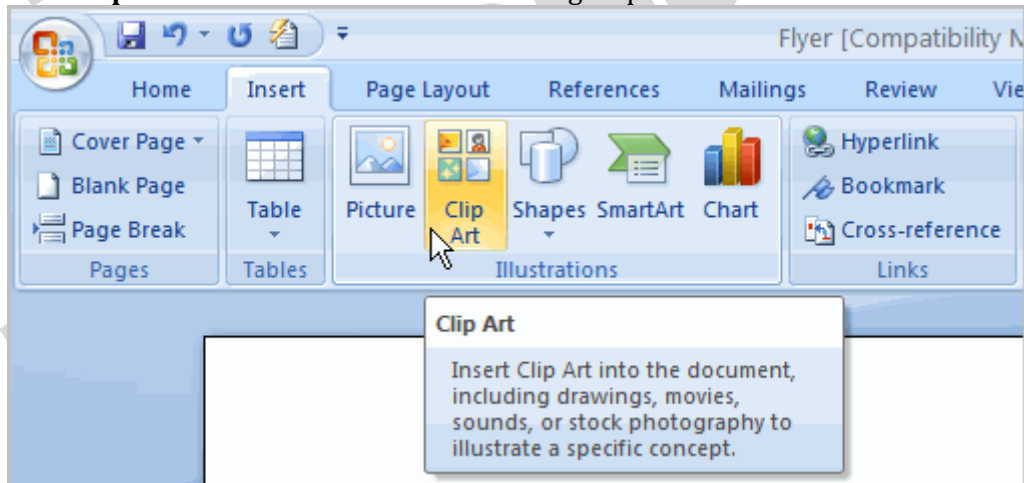 Flyer [Compatibility
Home Insert Page Layout References Mailings Review
Cover Page
Blank Page
Page Break
Pages
Table
Tables
Picture
Clip
Art
Shapes
SmartArt
Chart
Illustrations
Hyperlink
Bookmark
Cross-reference
Links
Clip Art
Insert Clip Art into the document,
including drawings, movies,
sounds, or stock photography to
illustrate a specific concept.